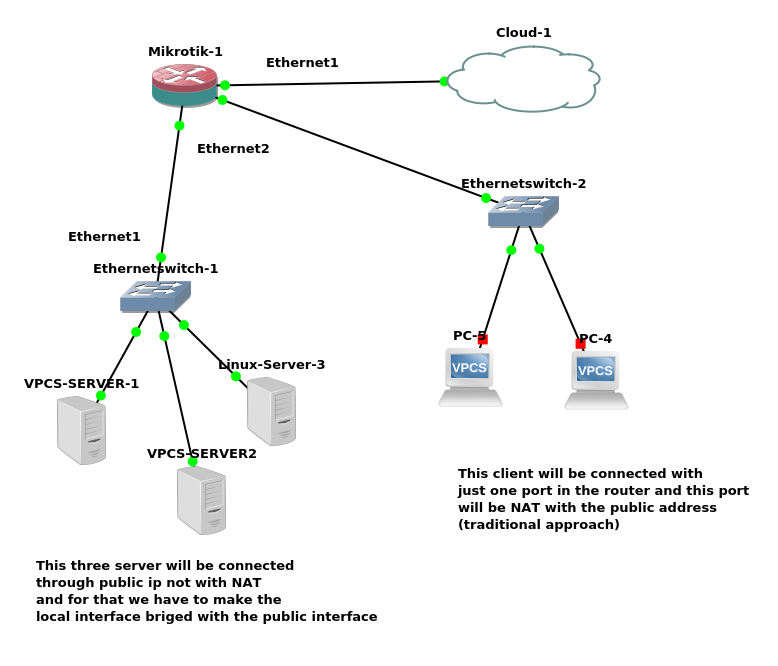 Cloud-1
Mikrotik-1
Ethernet1
Ethernet2
Ethernetswitch-2
Ethernet1
Ethernetswitch-1
PC-5
PC-4
VPCS
VPCS
Linux-Server-3
VPCS-SERVER-1
VPCS-SERVER2
This client will be connected with
just one port in the router and this port
will be NAT with the public address
(traditional approach)
This three server will be connected
through public ip not with NAT
and for that we have to make the
local interface briged with the public interface